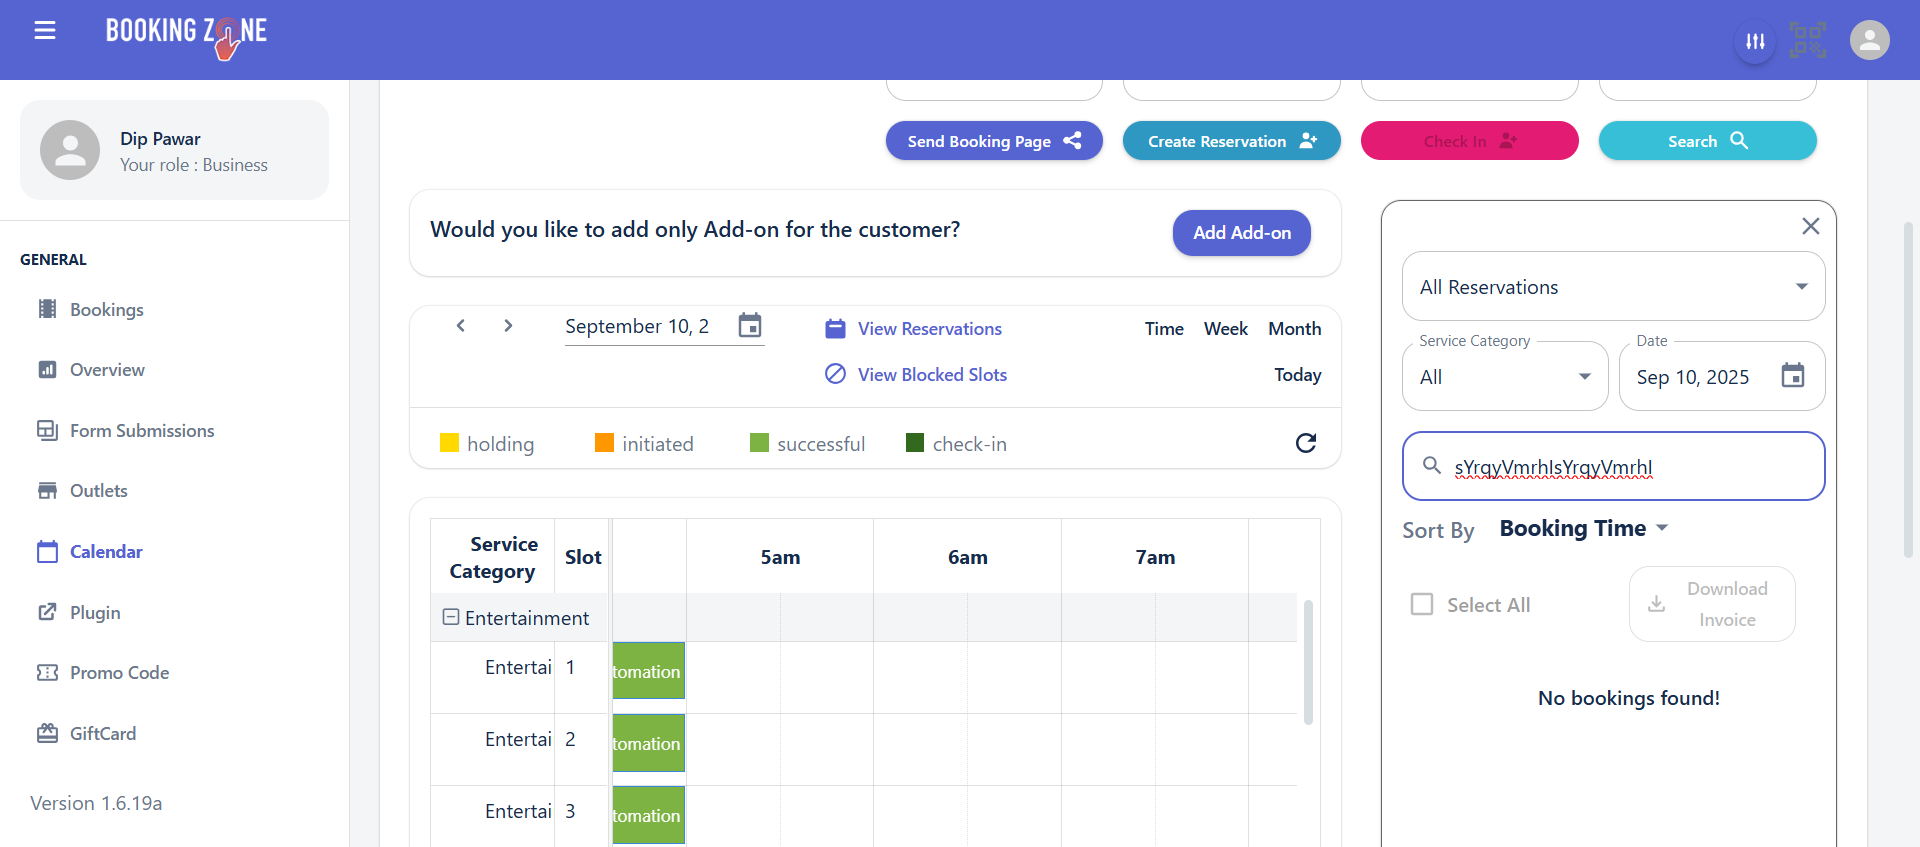 BOOKING ZONE
Dip Pawar
Your role : Business
GENERAL
Bookings
Overview
Form Submissions
Outlets
Calendar
Plugin
Promo Code
GiftCard
Version 1.6.19a
Send Booking Page
Create Reservation
Check In
Search
Would you like to add only Add-on for the customer?
Add Add-on
September 10, 2
View Reservations
View Blocked Slots
Time Week Month
Today
holding initiated successful check-in
Service Category Slot 5am 6am 7am
Entertainment
Entertai 1 tomation
Entertai 2 tomation
Entertai 3 tomation
All Reservations
Service Category
All
Date
Sep 10, 2025
sYrqyVmrhIsYrqyVmrhI
Sort By Booking Time
Select All
Download
Invoice
No bookings found!